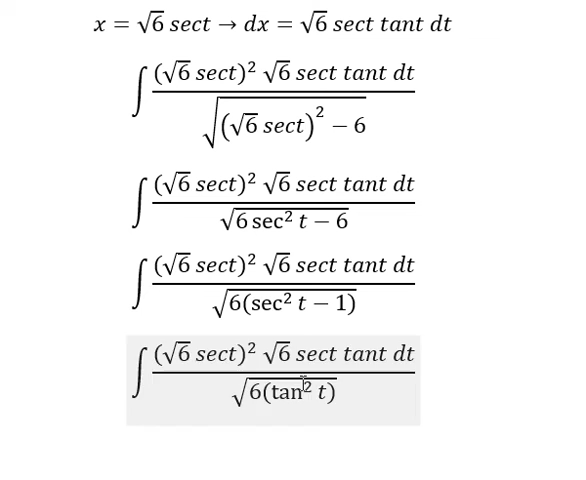 x = √6 sect → dx = √6 sect tant dt
∫ (√6 sect)² √6 sect tant dt / √((√6 sect)² − 6)
∫ (√6 sect)² √6 sect tant dt / √(6 sec² t − 6)
∫ (√6 sect)² √6 sect tant dt / √(6(sec² t − 1))
∫ (√6 sect)² √6 sect tant dt / √(6(tan² t))